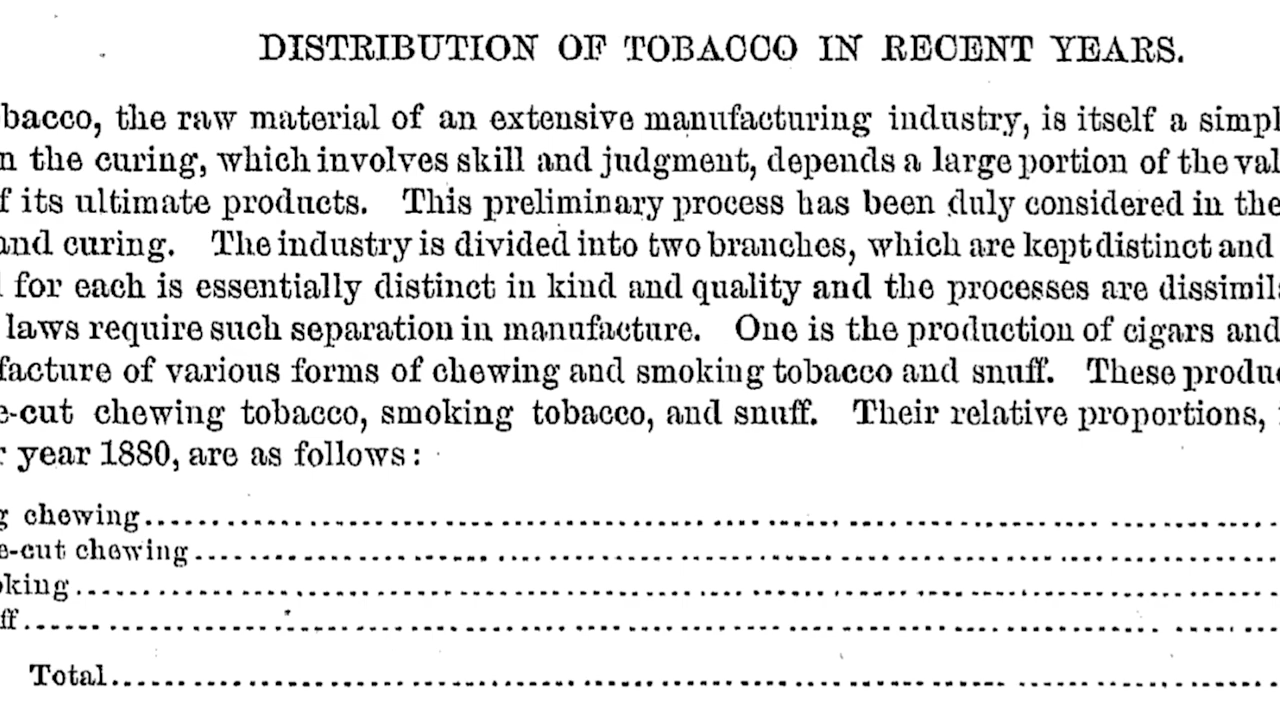 DISTRIBUTION OF TOBACCO IN RECENT YEARS.
bacco, the raw material of an extensive manufacturing industry, is itself a simpl
n the curing, which involves skill and judgment, depends a large portion of the val
f its ultimate products. This preliminary process has been duly considered in the
and curing. The industry is divided into two branches, which are kept distinct and
for each is essentially distinct in kind and quality and the processes are dissimil
laws require such separation in manufacture. One is the production of cigars and
facture of various forms of chewing and smoking tobacco and snuff. These produc
e-cut chewing tobacco, smoking tobacco, and snuff. Their relative proportions,
r year 1880, are as follows:
g chewing
e-cut chewing
oking
ff
Total